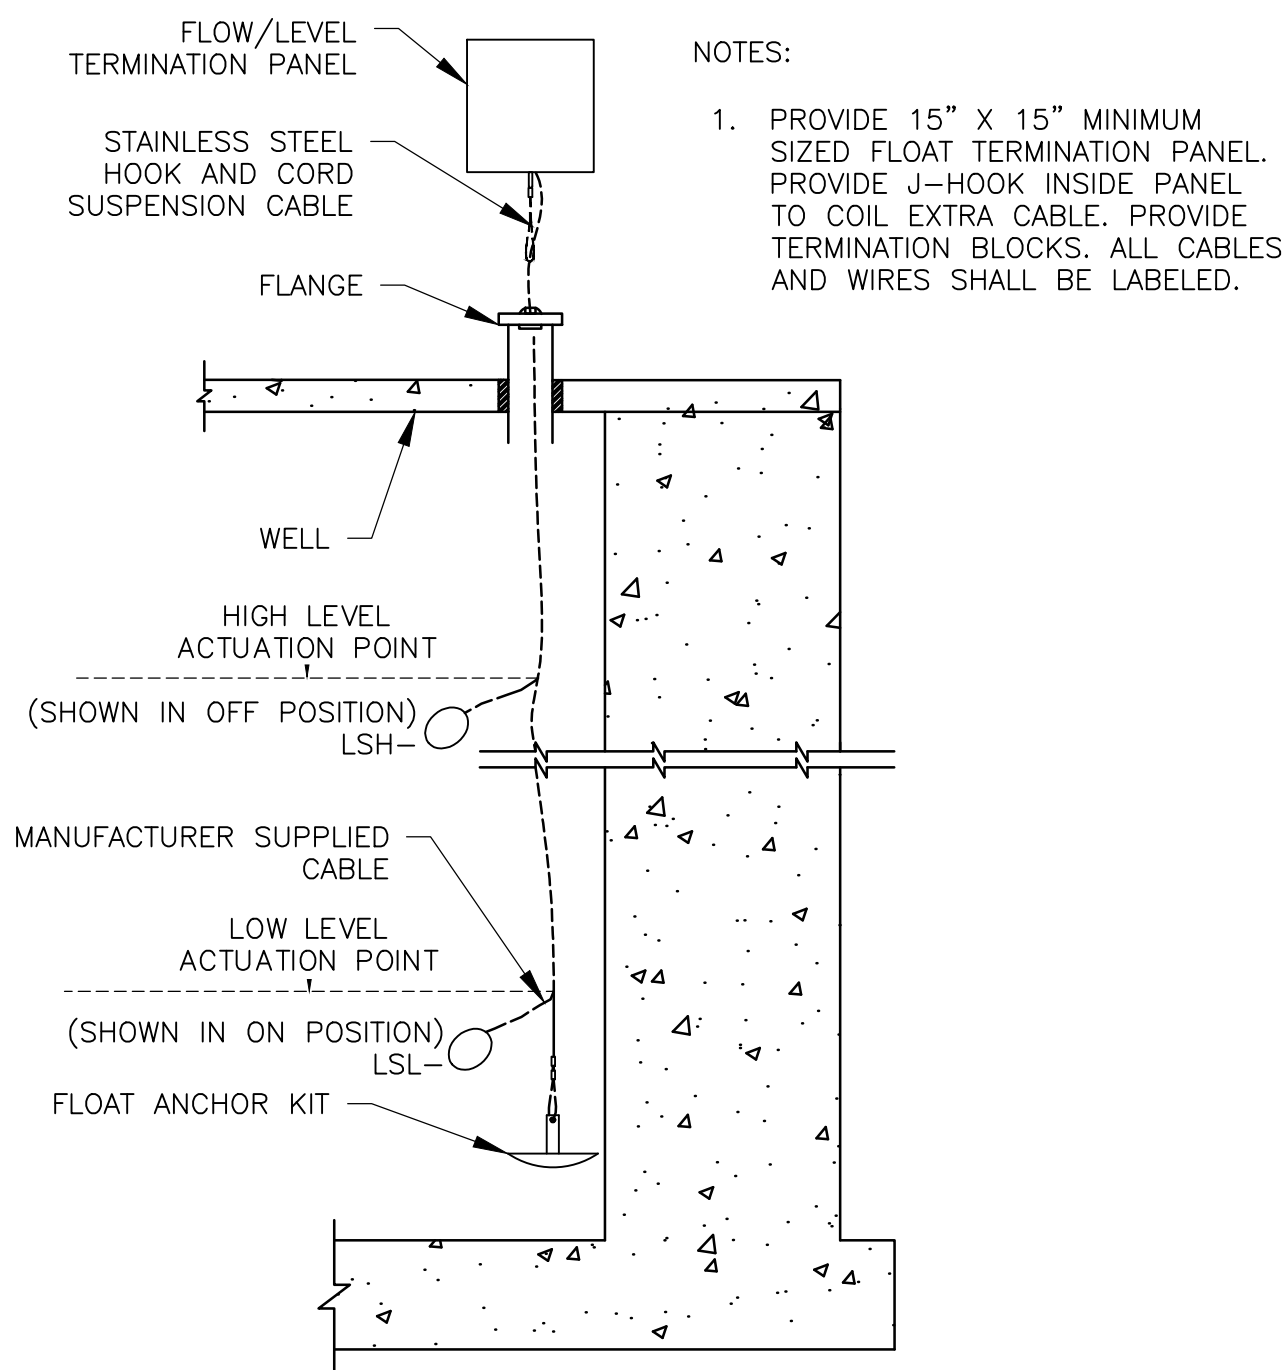 FLOW/LEVEL
TERMINATION PANEL
STAINLESS STEEL
HOOK AND CORD
SUSPENSION CABLE
FLANGE
NOTES:
1. PROVIDE 15” X 15” MINIMUM
SIZED FLOAT TERMINATION PANEL.
PROVIDE J-HOOK INSIDE PANEL
TO COIL EXTRA CABLE. PROVIDE
TERMINATION BLOCKS. ALL CABLES
AND WIRES SHALL BE LABELED.
WELL
HIGH LEVEL
ACTUATION POINT
(SHOWN IN OFF POSITION)
LSH-
MANUFACTURER SUPPLIED
CABLE
LOW LEVEL
ACTUATION POINT
(SHOWN IN ON POSITION)
LSL-
FLOAT ANCHOR KIT